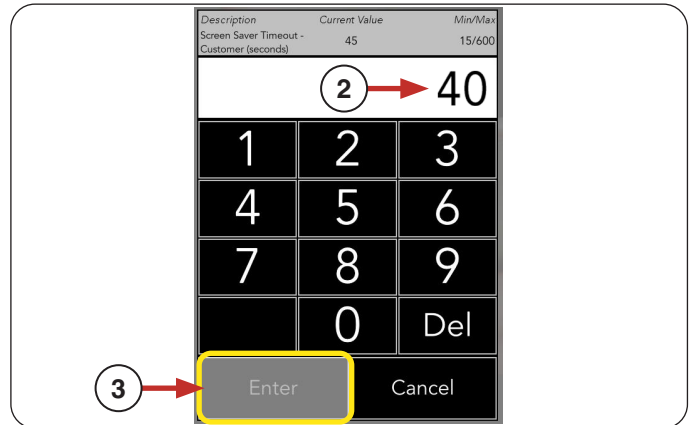 Description Current Value Min/Max
Screen Saver Timeout - Customer (seconds) 45 15/600
2 40
1 2 3
4 5 6
7 8 9
0 Del
3 Enter Cancel